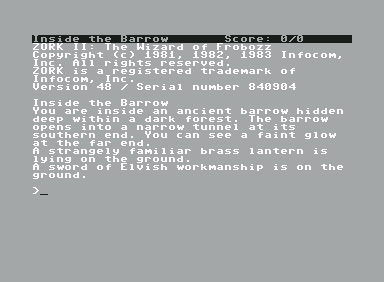 Inside the Barrow Score: 0/0
ZORK II: The Wizard of Frobozz
Copyright (c) 1981, 1982, 1983 Infocom,
Inc. All rights reserved.
ZORK is a registered trademark of
Infocom, Inc.
Version 48 / Serial number 840904
Inside the Barrow
You are inside an ancient barrow hidden
deep within a dark forest. The barrow
opens into a narrow tunnel at its
southern end. You can see a faint glow
at the far end.
A strangely familiar brass lantern is
lying on the ground.
A sword of Elvish workmanship is on the
ground.
>_